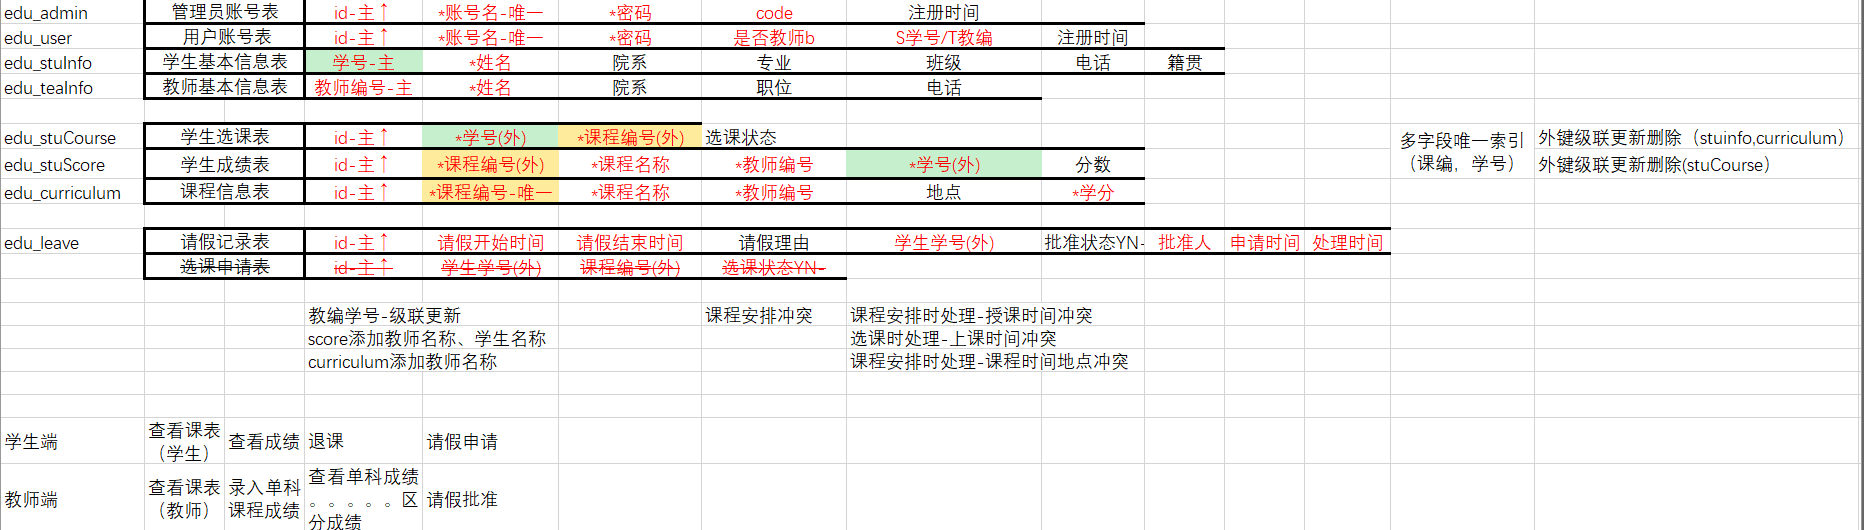 edu_admin 管理员账号表 id-主↑ *账号名-唯一 *密码 code 注册时间
edu_user 用户账号表 id-主↑ *账号名-唯一 *密码 是否教师b S学号/T教编 注册时间
edu_stuInfo 学生基本信息表 学号-主 *姓名 院系 专业 班级 电话 籍贯
edu_teaInfo 教师基本信息表 教师编号-主 *姓名 院系 职位 电话
edu_stuCourse 学生选课表 id-主↑ *学号(外) *课程编号(外) 选课状态
edu_stuScore 学生成绩表 id-主↑ *课程编号(外) *课程名称 *教师编号 *学号(外) 分数
edu_curriculum 课程信息表 id-主↑ *课程编号-唯一 *课程名称 *教师编号 地点 *学分
多字段唯一索引
（课编，学号）
外键级联更新删除（stuinfo,curriculum）
外键级联更新删除(stuCourse）
edu_leave 请假记录表 id-主↑ 请假开始时间 请假结束时间 请假理由 学生学号(外) 批准状态YN- 批准人 申请时间 处理时间
选课申请表 id-主↑ 学生学号(外) 课程编号(外) 选课状态YN-
教编学号-级联更新 课程安排冲突 课程安排时处理-授课时间冲突
score添加教师名称、学生名称 选课时处理-上课时间冲突
curriculum添加教师名称 课程安排时处理-课程时间地点冲突
学生端
查看课表
（学生）
查看成绩
退课
请假申请
教师端
查看课表
（教师）
录入单科
课程成绩
查看单科成绩
。。。。。区
分成绩
请假批准